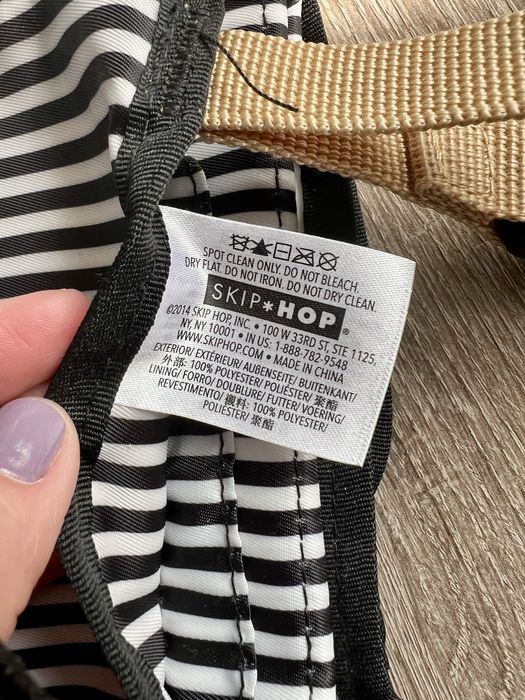 SPOT CLEAN ONLY. DO NOT BLEACH.
DRY FLAT. DO NOT IRON. DO NOT DRY CLEAN.
SKIP*HOP®
©2014 SKIP HOP, INC. • 100 W 33RD ST, STE 1125,
NY, NY 10001 • IN US: 1-888-782-9548
WWW.SKIPHOP.COM • MADE IN CHINA
EXTERIOR/ EXTÉRIEUR/ AUßENSEITE/ BUITENKANT/
外部: 100% POLYESTER/ POLIÉSTER/ 聚酯
LINING/ FORRO/ DOUBLURE/ FUTTER/ VOERING/
REVESTIMENTO/ 襯料: 100% POLYESTER/
POLIÉSTER/ 聚酯